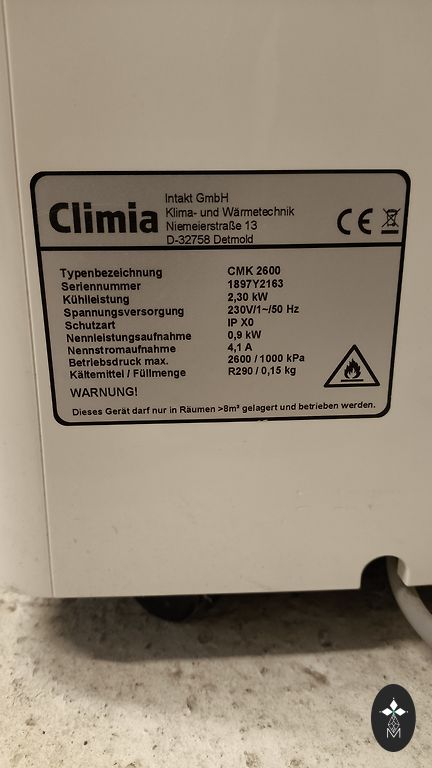 Climia
Intakt GmbH
Klima- und Wärmetechnik
Niemeierstraße 13
D-32758 Detmold
CE
Typenbezeichnung CMK 2600
Seriennummer 1897Y2163
Kühlleistung 2,30 kW
Spannungsversorgung 230V/1~/50 Hz
Schutzart IP X0
Nennleistungsaufnahme 0,9 kW
Nennstromaufnahme 4,1 A
Betriebsdruck max. 2600 / 1000 kPa
Kältemittel / Füllmenge R290 / 0,15 kg
WARNUNG!
Dieses Gerät darf nur in Räumen >8m² gelagert und betrieben werden.
M